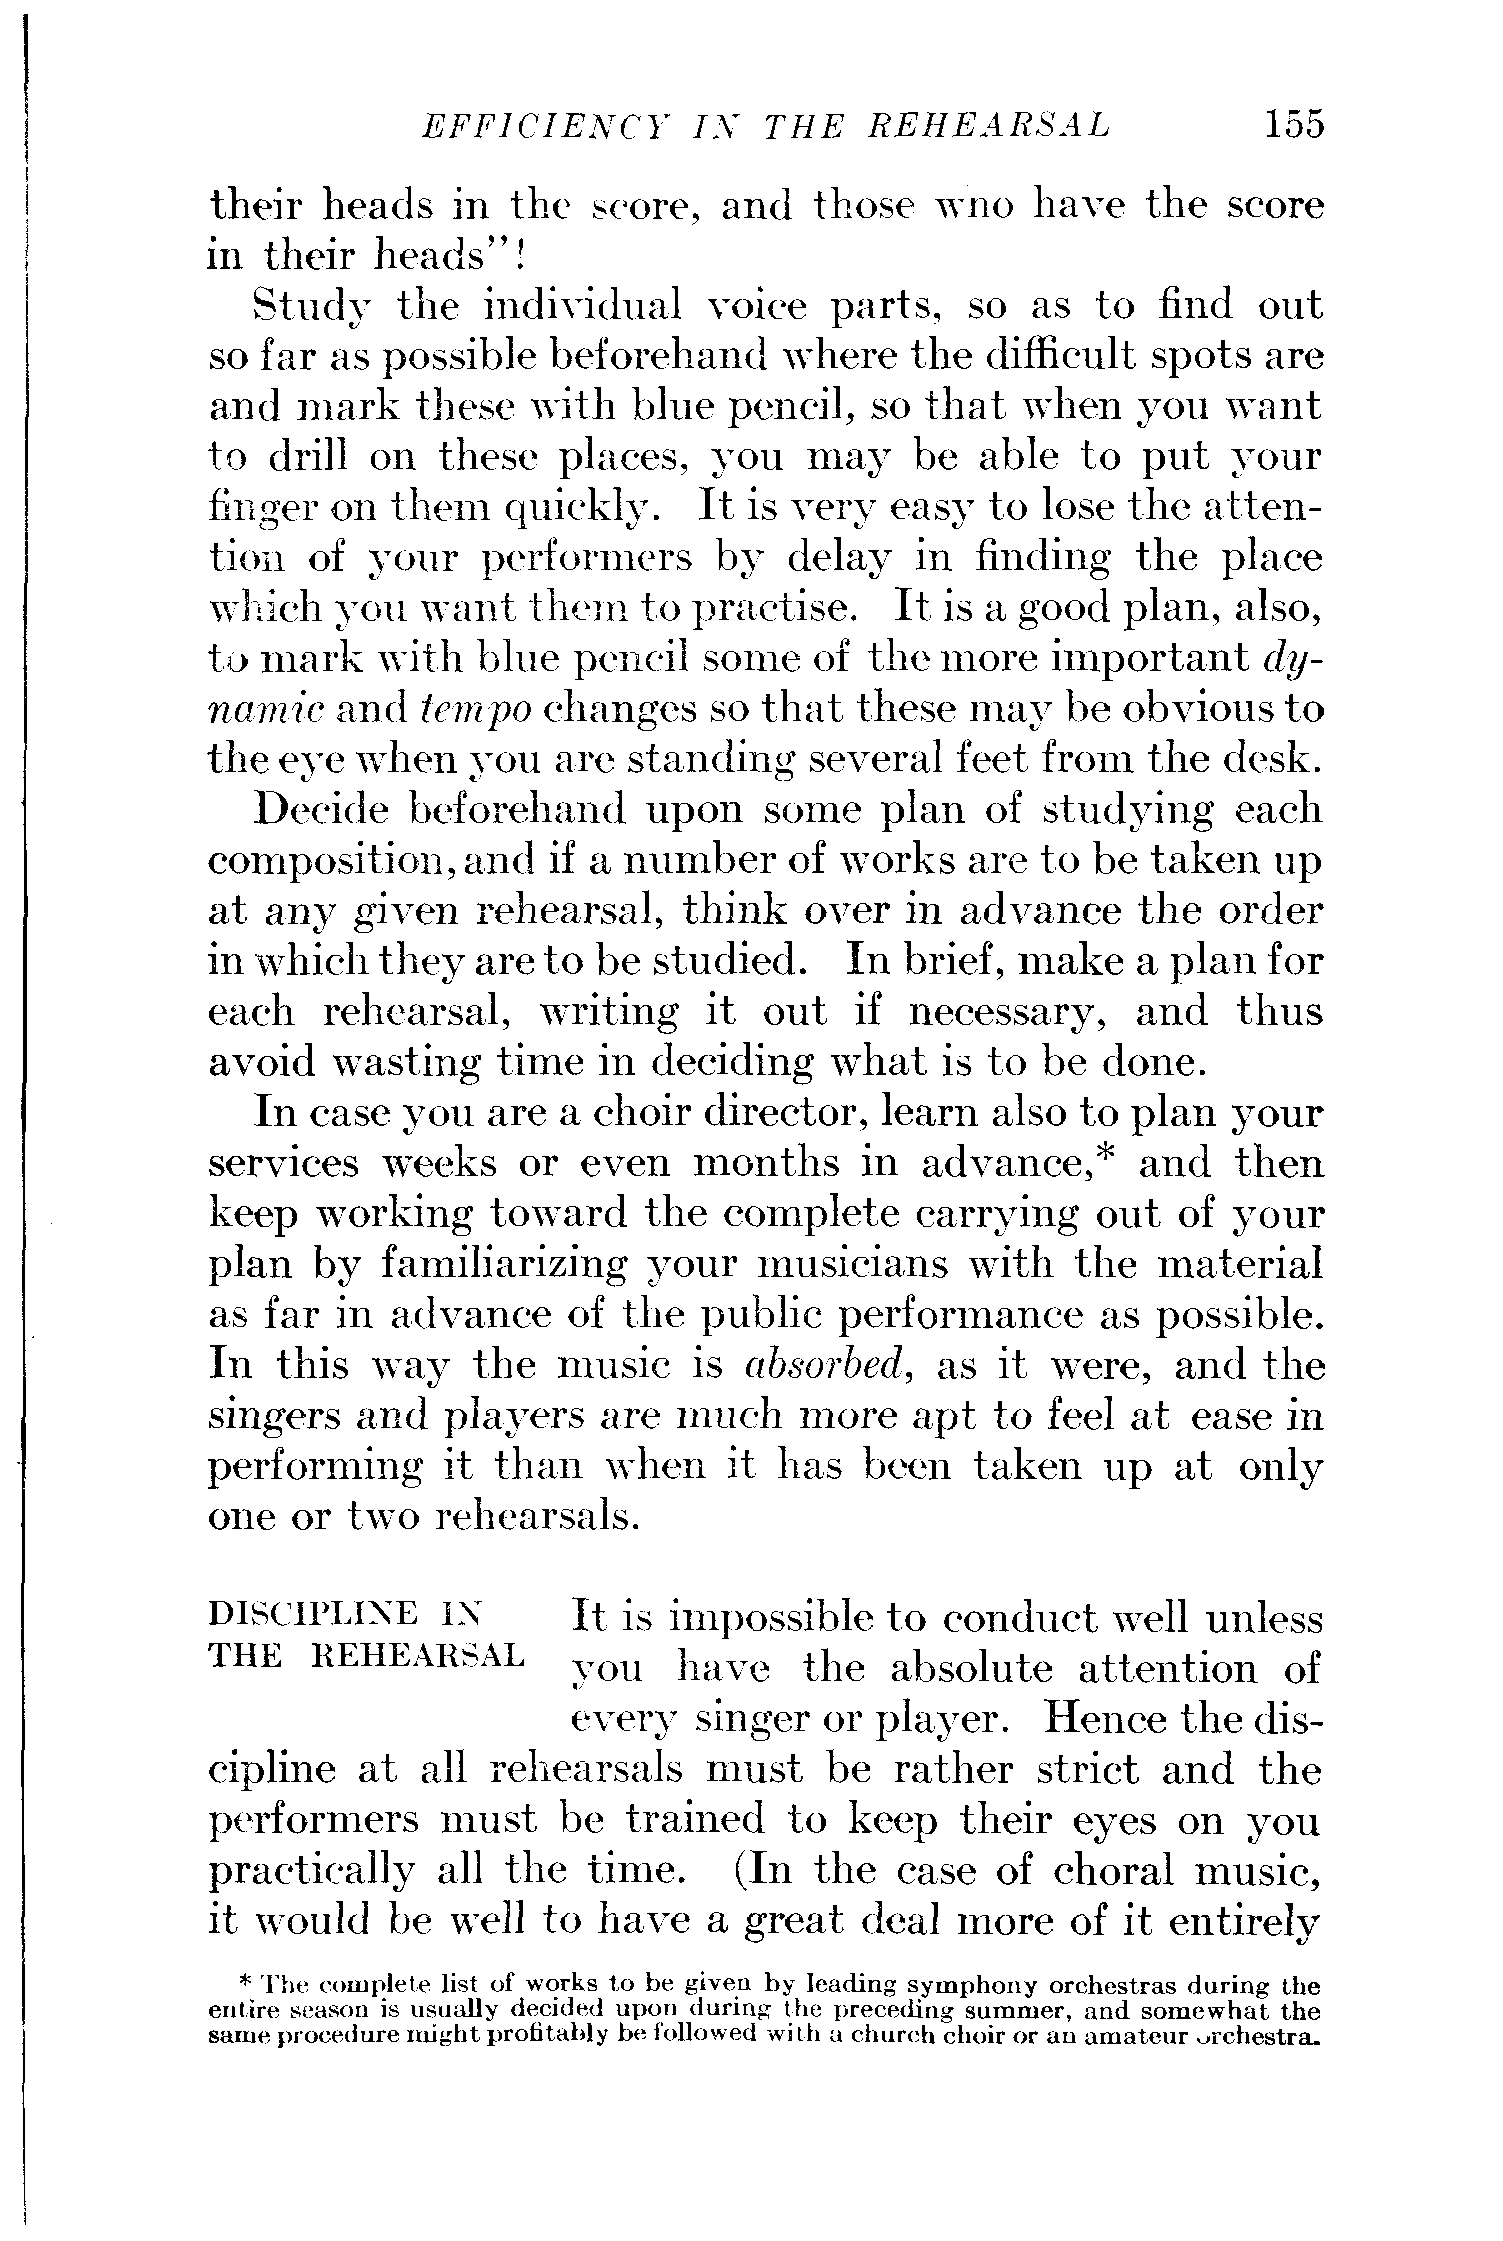 EFFICIENCY IN THE REHEARSAL 155
their heads in the score, and those who have the score
in their heads"!
Study the individual voice parts, so as to find out
so far as possible beforehand where the difficult spots are
and mark these with blue pencil, so that when you want
to drill on these places, you may be able to put your
finger on them quickly. It is very easy to lose the atten-
tion of your performers by delay in finding the place
which you want them to practise. It is a good plan, also,
to mark with blue pencil some of the more important dy-
namic and tempo changes so that these may be obvious to
the eye when you are standing several feet from the desk.
Decide beforehand upon some plan of studying each
composition, and if a number of works are to be taken up
at any given rehearsal, think over in advance the order
in which they are to be studied. In brief, make a plan for
each rehearsal, writing it out if necessary, and thus
avoid wasting time in deciding what is to be done.
In case you are a choir director, learn also to plan your
services weeks or even months in advance,* and then
keep working toward the complete carrying out of your
plan by familiarizing your musicians with the material
as far in advance of the public performance as possible.
In this way the music is absorbed, as it were, and the
singers and players are much more apt to feel at ease in
performing it than when it has been taken up at only
one or two rehearsals.
DISCIPLINE IN
THE REHEARSAL
It is impossible to conduct well unless
you have the absolute attention of
every singer or player. Hence the dis-
cipline at all rehearsals must be rather strict and the
performers must be trained to keep their eyes on you
practically all the time. (In the case of choral music,
it would be well to have a great deal more of it entirely
* The complete list of works to be given by leading symphony orchestras during the
entire season is usually decided upon during the preceding summer, and somewhat the
same procedure might profitably be followed with a church choir or an amateur orchestra.